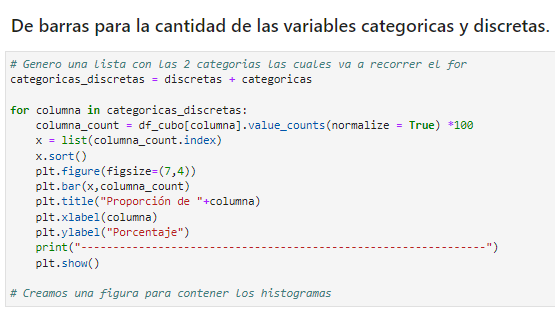 De barras para la cantidad de las variables categoricas y discretas.
# Genero una lista con las 2 categorias las cuales va a recorrer el for
categoricas_discretas = discretas + categoricas
for columna in categoricas_discretas:
    columna_count = df_cubo[columna].value_counts(normalize = True) *100
    x = list(columna_count.index)
    x.sort()
    plt.figure(figsize=(7,4))
    plt.bar(x,columna_count)
    plt.title("Proporción de "+columna)
    plt.xlabel(columna)
    plt.ylabel("Porcentaje")
    print("----------------------------------------------------------------")
    plt.show()
# Creamos una figura para contener los histogramas